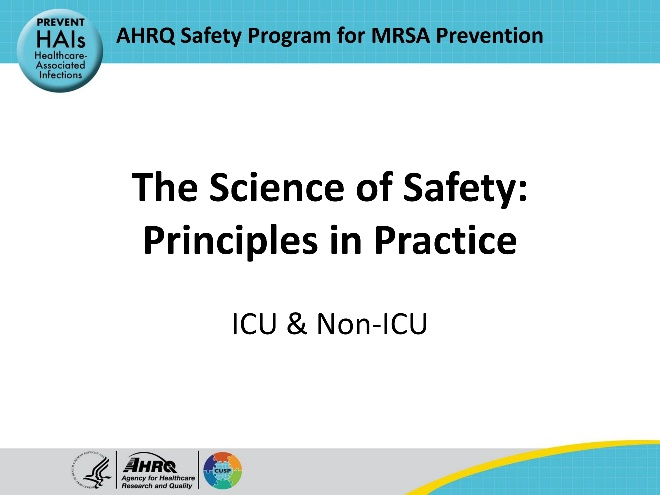 PREVENT
HAIs
Healthcare-
Associated
Infections
AHRQ Safety Program for MRSA Prevention
The Science of Safety:
Principles in Practice
ICU & Non-ICU
AHRQ
Agency for Healthcare
Research and Quality
CUSP